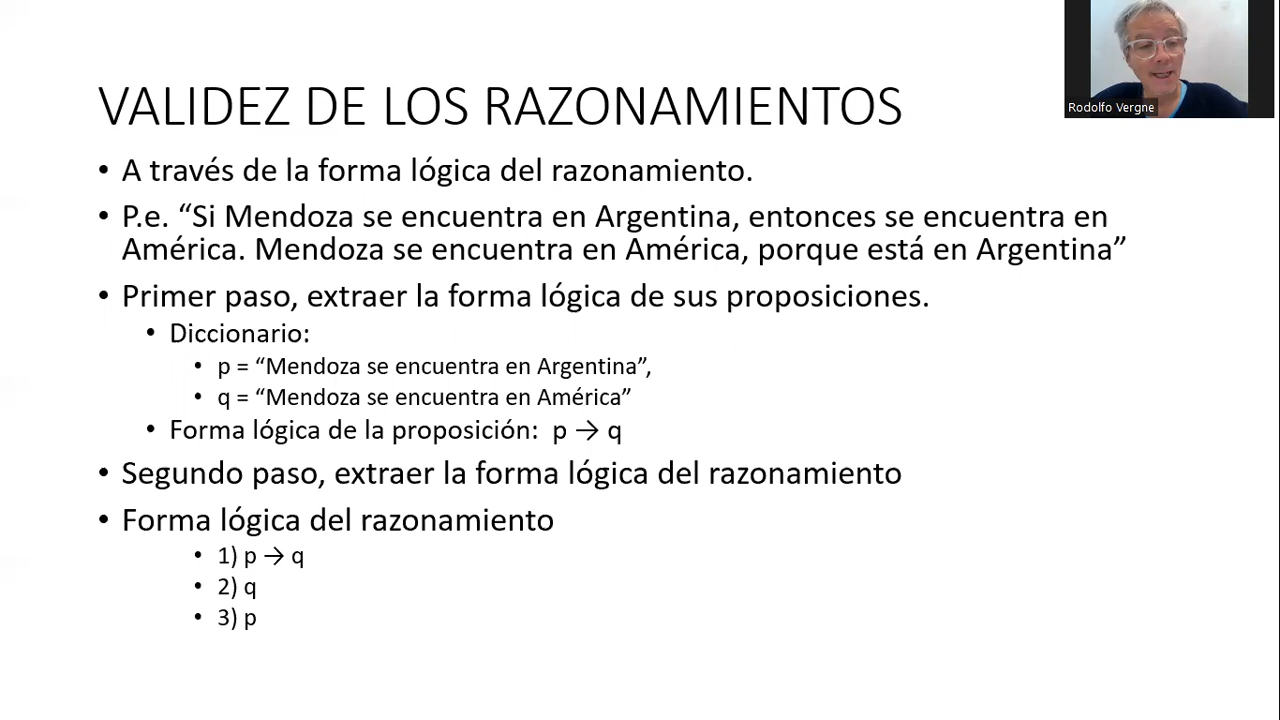 Rodolfo Vergne
VALIDEZ DE LOS RAZONAMIENTOS
• A través de la forma lógica del razonamiento.
• P.e. “Si Mendoza se encuentra en Argentina, entonces se encuentra en
América. Mendoza se encuentra en América, porque está en Argentina”
• Primer paso, extraer la forma lógica de sus proposiciones.
• Diccionario:
• p = “Mendoza se encuentra en Argentina”,
• q = “Mendoza se encuentra en América”
• Forma lógica de la proposición: p → q
• Segundo paso, extraer la forma lógica del razonamiento
• Forma lógica del razonamiento
• 1) p → q
• 2) q
• 3) p